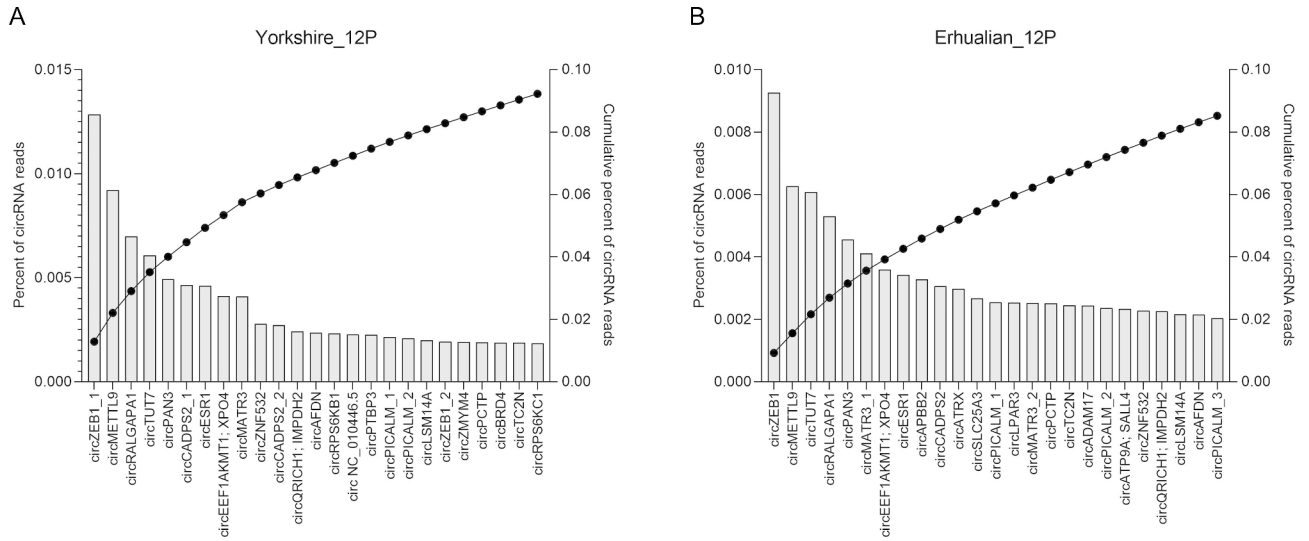 A
Yorkshire_12P
Percent of circRNA reads
0.015
0.010
0.005
0.000
0.10
0.08
0.06
0.04
0.02
0.00
Cumulative percent of circRNA reads
circZEB1_1
circMETTL9
circRALGAPA1
circTUT7
circPAN3
circCADPS2_1
circESR1
circEEF1AKMT1; XPO4
circMATR3
circZNF532
circCADPS2_2
circQRICH1; IMPDH2
circAFDN
circRPS6KB1
circ NC_010446.5
circPTBP3
circPICALM_1
circPICALM_2
circLSM14A
circZEB1_2
circZMYM4
circPCTP
circBRD4
circTC2N
circRPS6KC1
B
Erhualian_12P
Percent of circRNA reads
0.010
0.008
0.006
0.004
0.002
0.000
0.10
0.08
0.06
0.04
0.02
0.00
Cumulative percent of circRNA reads
circZEB1
circMETTL9
circTUT7
circRALGAPA1
circPAN3
circMATR3_1
circEEF1AKMT1; XPO4
circESR1
circAPBB2
circCADPS2
circATRX
circSLC25A3
circPICALM_1
circLPAR3
circMATR3_2
circPCTP
circTC2N
circADAM17
circPICALM_2
circATP9A; SALL4
circZNF532
circQRICH1; IMPDH2
circLSM14A
circAFDN
circPICALM_3